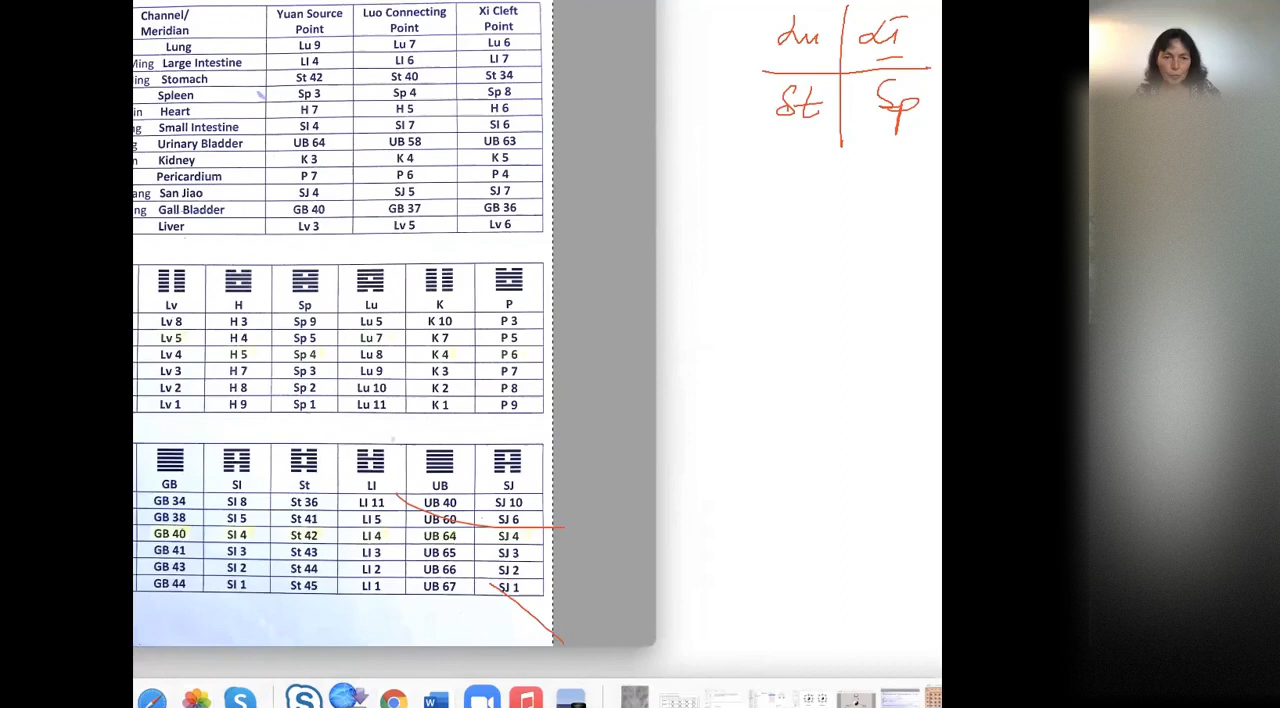 Channel/ Yuan Source Luo Connecting Xi Cleft
Meridian Point Point Point
Lung Lu 9 Lu 7 Lu 6
Ming Large Intestine LI 4 LI 6 LI 7
ing Stomach St 42 St 40 St 34
Spleen Sp 3 Sp 4 Sp 8
in Heart H 7 H 5 H 6
ng Small Intestine SI 4 SI 7 SI 6
Urinary Bladder UB 64 UB 58 UB 63
Kidney K 3 K 4 K 5
Pericardium P 7 P 6 P 4
ang San Jiao SJ 4 SJ 5 SJ 7
ng Gall Bladder GB 40 GB 37 GB 36
Liver Lv 3 Lv 5 Lv 6
Lv H Sp Lu K P
Lv 8 H 3 Sp 9 Lu 5 K 10 P 3
Lv 5 H 4 Sp 5 Lu 7 K 7 P 5
Lv 4 H 5 Sp 4 Lu 8 K 4 P 6
Lv 3 H 7 Sp 3 Lu 9 K 3 P 7
Lv 2 H 8 Sp 2 Lu 10 K 2 P 8
Lv 1 H 9 Sp 1 Lu 11 K 1 P 9
GB SI St LI UB SJ
GB 34 SI 8 St 36 LI 11 UB 40 SJ 10
GB 38 SI 5 St 41 LI 5 UB 60 SJ 6
GB 40 SI 4 St 42 LI 4 UB 64 SJ 4
GB 41 SI 3 St 43 LI 3 UB 65 SJ 3
GB 43 SI 2 St 44 LI 2 UB 66 SJ 2
GB 44 SI 1 St 45 LI 1 UB 67 SJ 1
Lu LI
St Sp